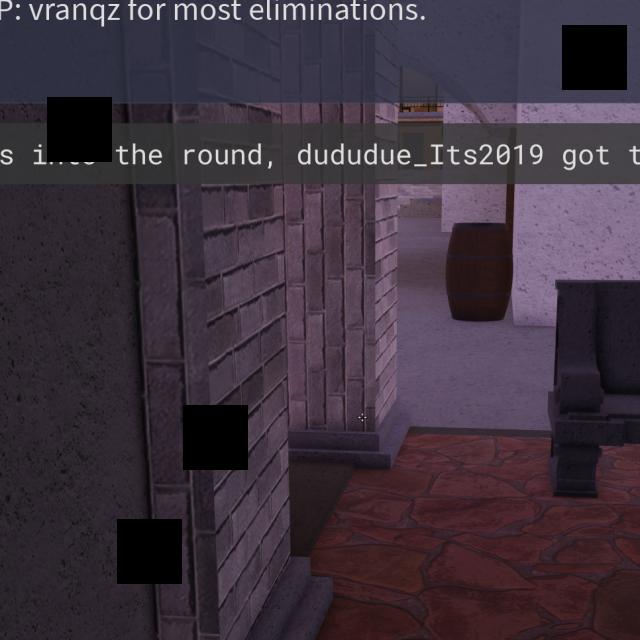 P: vranqz for most eliminations.
s into the round, dududue_Its2019 got t